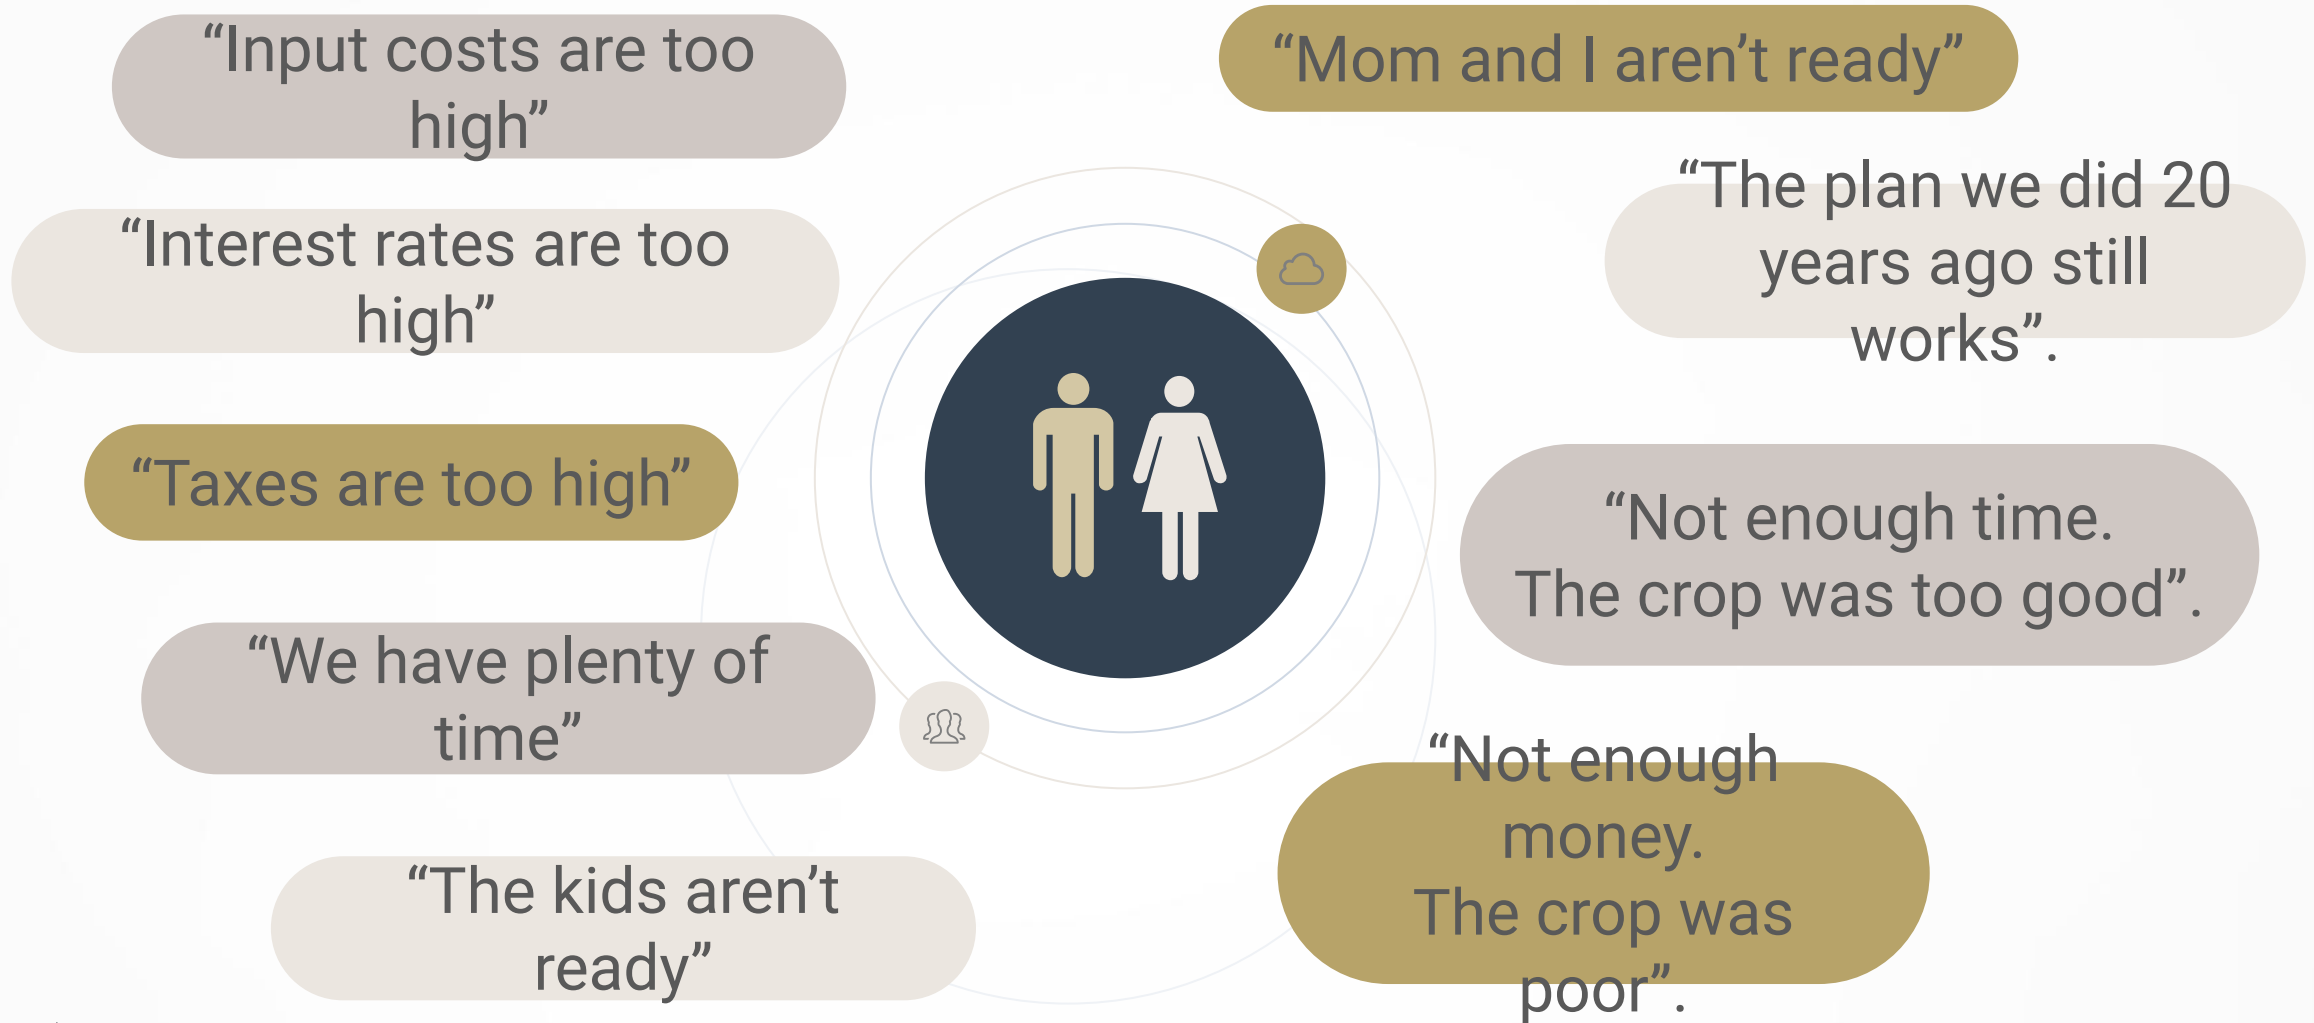 “Input costs are too
high”
“Interest rates are too
high”
“Taxes are too high”
“We have plenty of
time”
“The kids aren’t
ready”
“Mom and I aren’t ready”
“The plan we did 20
years ago still
works”.
“Not enough time.
The crop was too good”.
“Not enough
money.
The crop was
poor”.